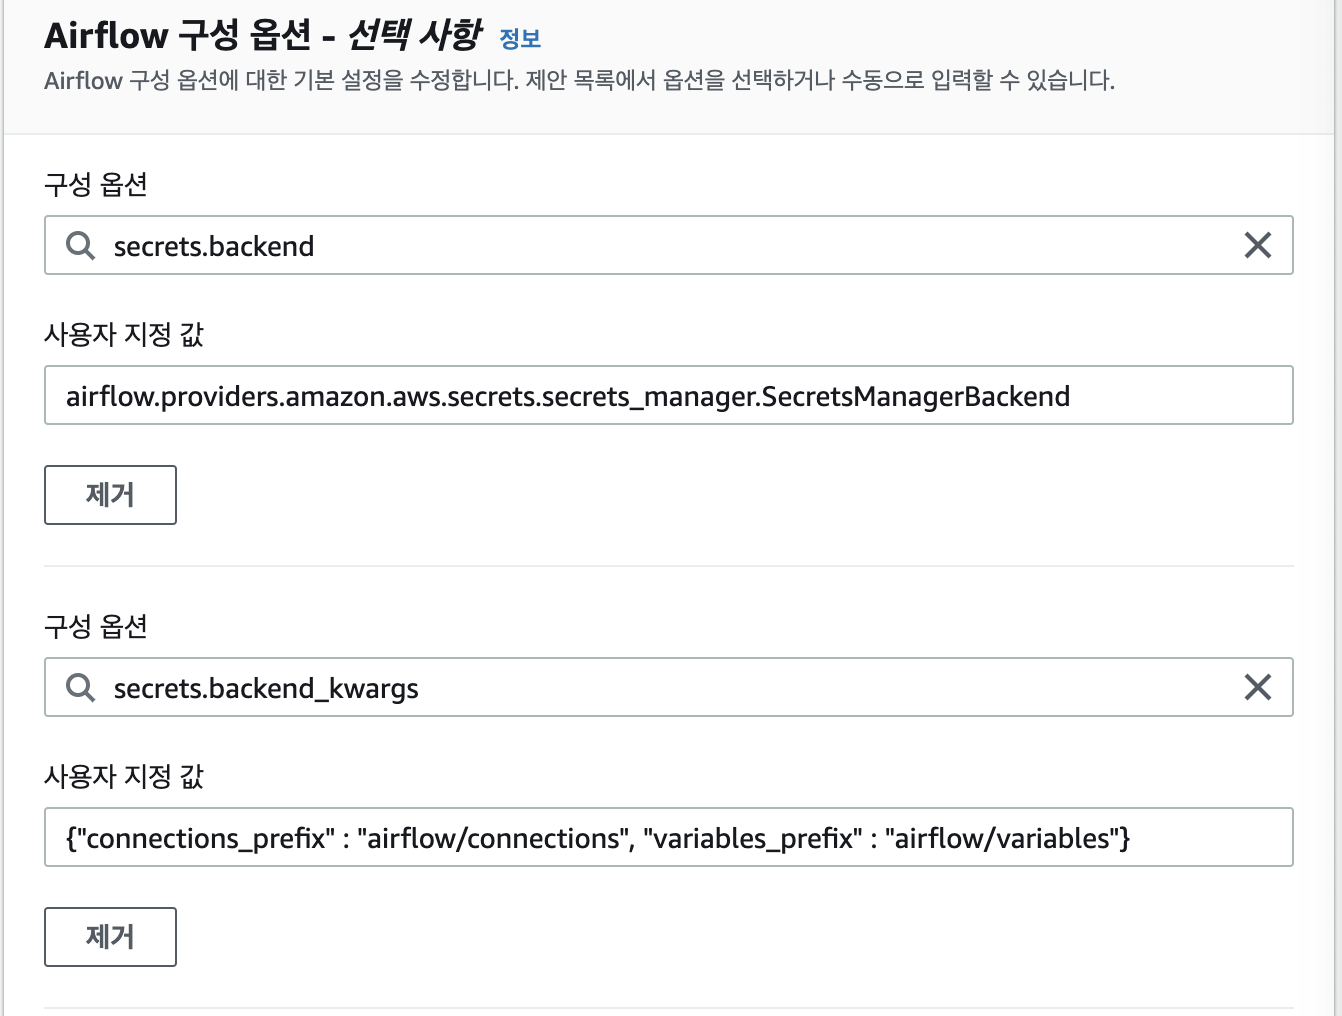 Airflow 구성 옵션 - 선택 사항 정보
Airflow 구성 옵션에 대한 기본 설정을 수정합니다. 제안 목록에서 옵션을 선택하거나 수동으로 입력할 수 있습니다.
구성 옵션
secrets.backend
사용자 지정 값
airflow.providers.amazon.aws.secrets.secrets_manager.SecretsManagerBackend
제거
구성 옵션
secrets.backend_kwargs
사용자 지정 값
{"connections_prefix" : "airflow/connections", "variables_prefix" : "airflow/variables"}
제거